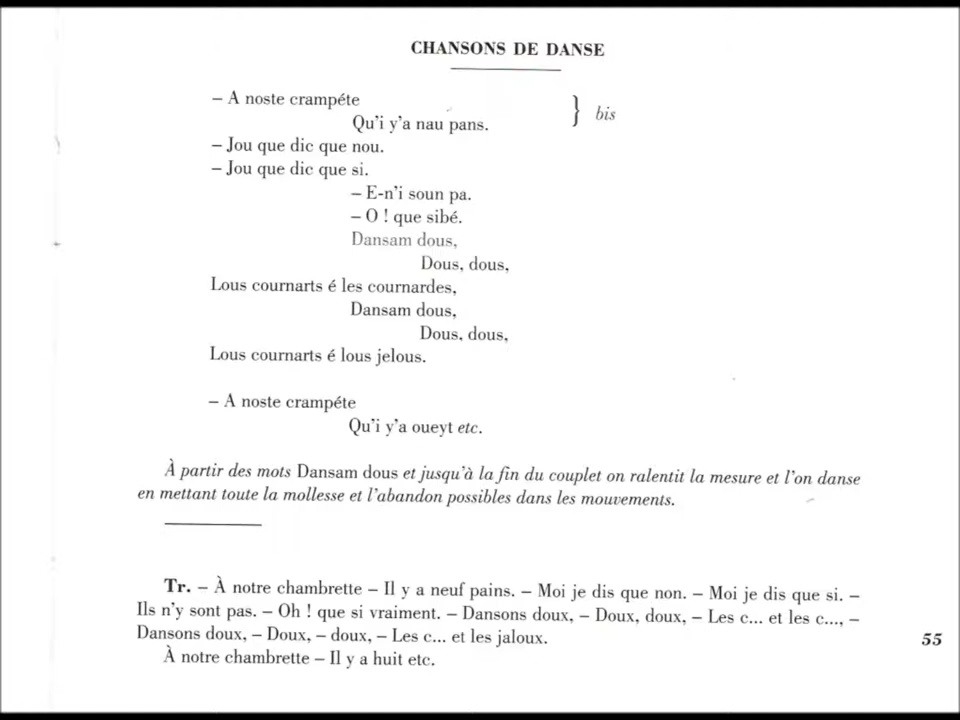 CHANSONS DE DANSE
– A noste crampéte
Qu'i y'a nau pans. } bis
– Jou que dic que nou.
– Jou que dic que si.
– E-n'i soun pa.
– O ! que sibé.
Dansam dous,
Dous, dous,
Lous cournarts é les cournardes,
Dansam dous,
Dous, dous,
Lous cournarts é lous jelous.
– A noste crampéte
Qu'i y'a oueyt etc.
À partir des mots Dansam dous et jusqu'à la fin du couplet on ralentit la mesure et l'on danse
en mettant toute la mollesse et l'abandon possibles dans les mouvements.
Tr. – À notre chambrette – Il y a neuf pains. – Moi je dis que non. – Moi je dis que si. –
Ils n'y sont pas. – Oh ! que si vraiment. – Dansons doux, – Doux, doux, – Les c... et les c..., –
Dansons doux, – Doux, – doux, – Les c... et les jaloux.
À notre chambrette – Il y a huit etc.
55